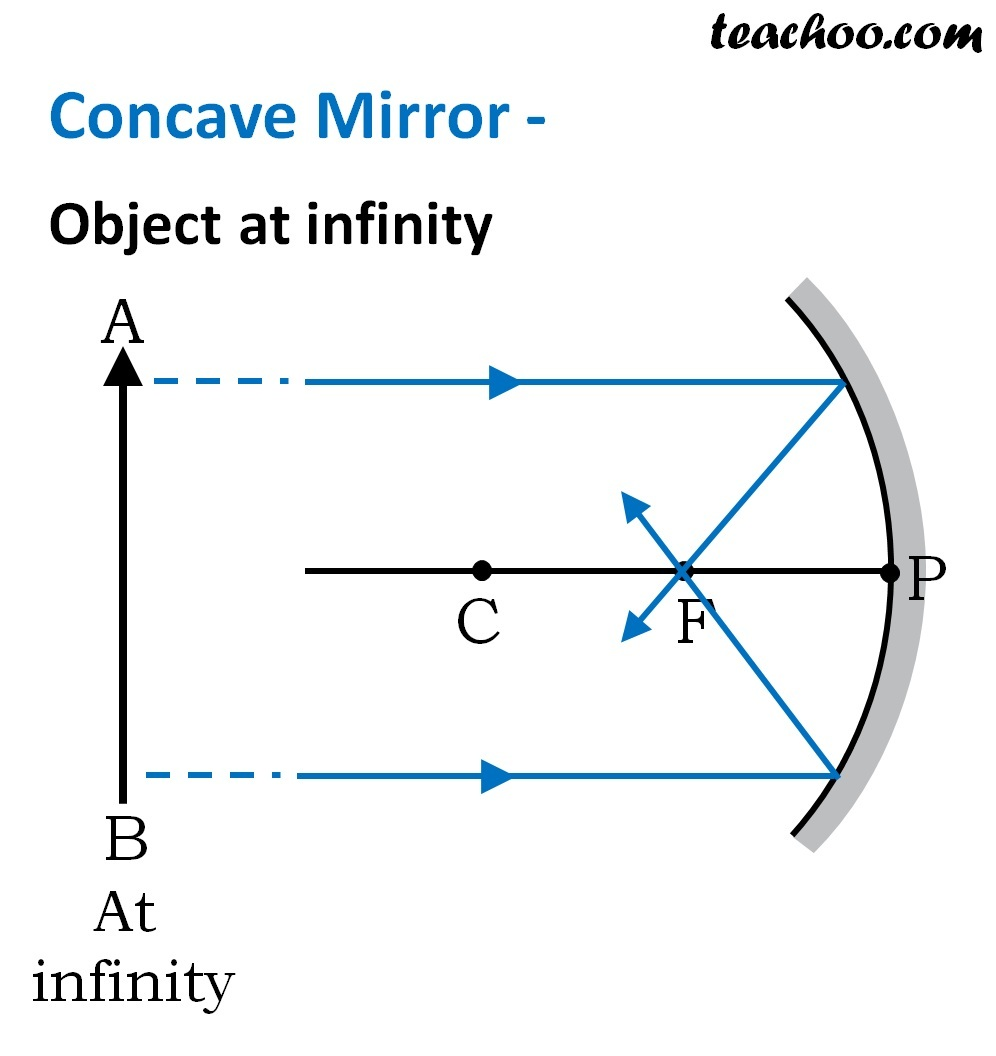 teachoo.com
Concave Mirror -
Object at infinity
A
C
F
P
B
At
infinity